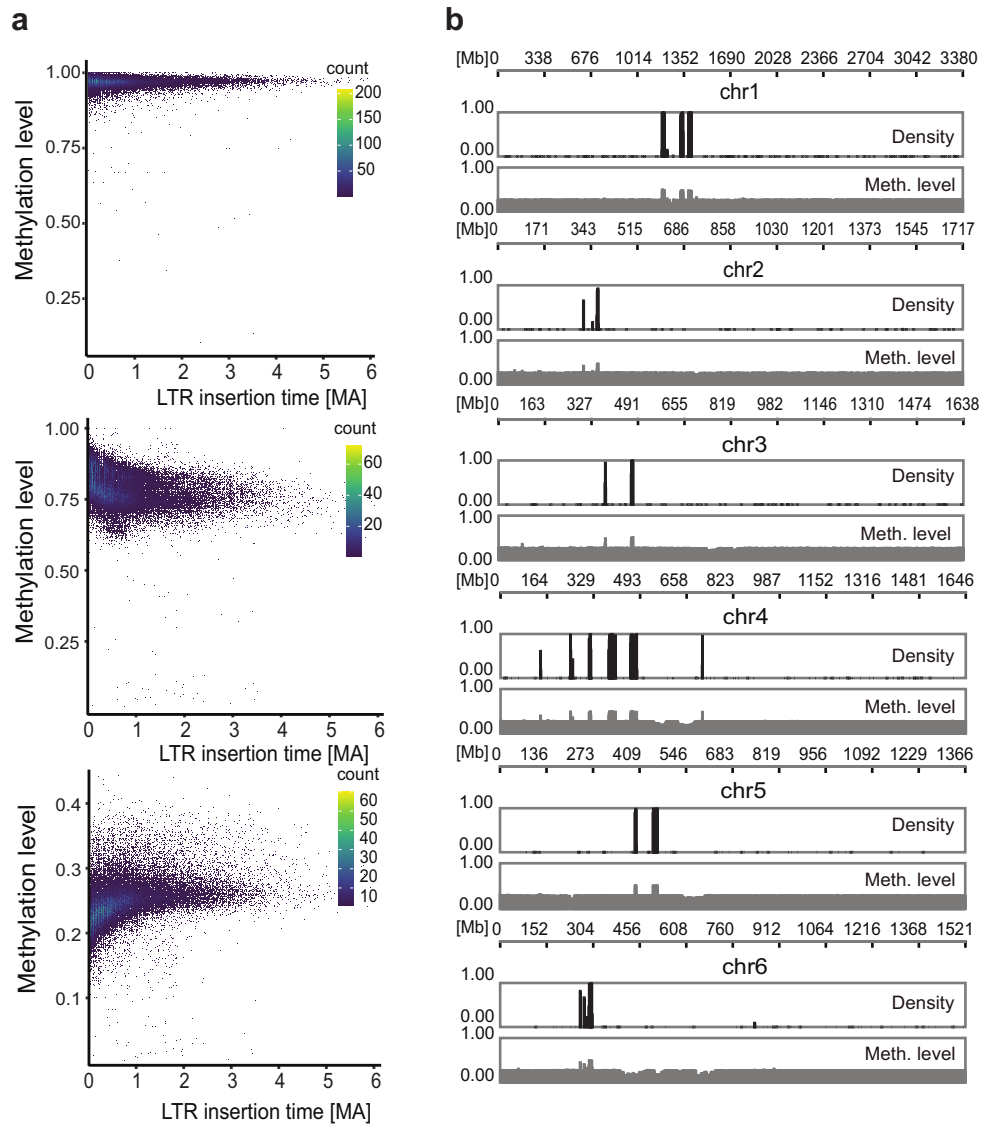 a
count
1.00
200
150
100
50
0.75
0.50
0.25
Methylation level
0 1 2 3 4 5 6
LTR insertion time [MA]
count
1.00
60
40
20
0.75
0.50
0.25
Methylation level
0 1 2 3 4 5 6
LTR insertion time [MA]
count
60
50
40
30
20
10
0.4
0.3
0.2
0.1
Methylation level
0 1 2 3 4 5 6
LTR insertion time [MA]
b
[Mb] 0 338 676 1014 1352 1690 2028 2366 2704 3042 3380
chr1
1.00
Density
0.00
1.00
Meth. level
0.00
[Mb] 0 171 343 515 686 858 1030 1201 1373 1545 1717
chr2
1.00
Density
0.00
1.00
Meth. level
0.00
[Mb] 0 163 327 491 655 819 982 1146 1310 1474 1638
chr3
1.00
Density
0.00
1.00
Meth. level
0.00
[Mb] 0 164 329 493 658 823 987 1152 1316 1481 1646
chr4
1.00
Density
0.00
1.00
Meth. level
0.00
[Mb] 0 136 273 409 546 683 819 956 1092 1229 1366
chr5
1.00
Density
0.00
1.00
Meth. level
0.00
[Mb] 0 152 304 456 608 760 912 1064 1216 1368 1521
chr6
1.00
Density
0.00
1.00
Meth. level
0.00